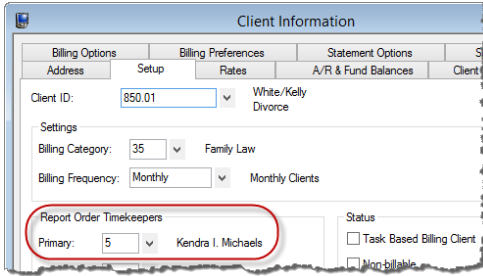 Client Information
Billing Options Billing Preferences Statement Options
Address Setup Rates A/R & Fund Balances Client
Client ID: 850.01 White/Kelly
Divorce
Settings
Billing Category: 35 Family Law
Billing Frequency: Monthly Monthly Clients
Report Order Timekeepers Status
Primary: 5 Kendra I. Michaels Task Based Billing Client
Non-billable